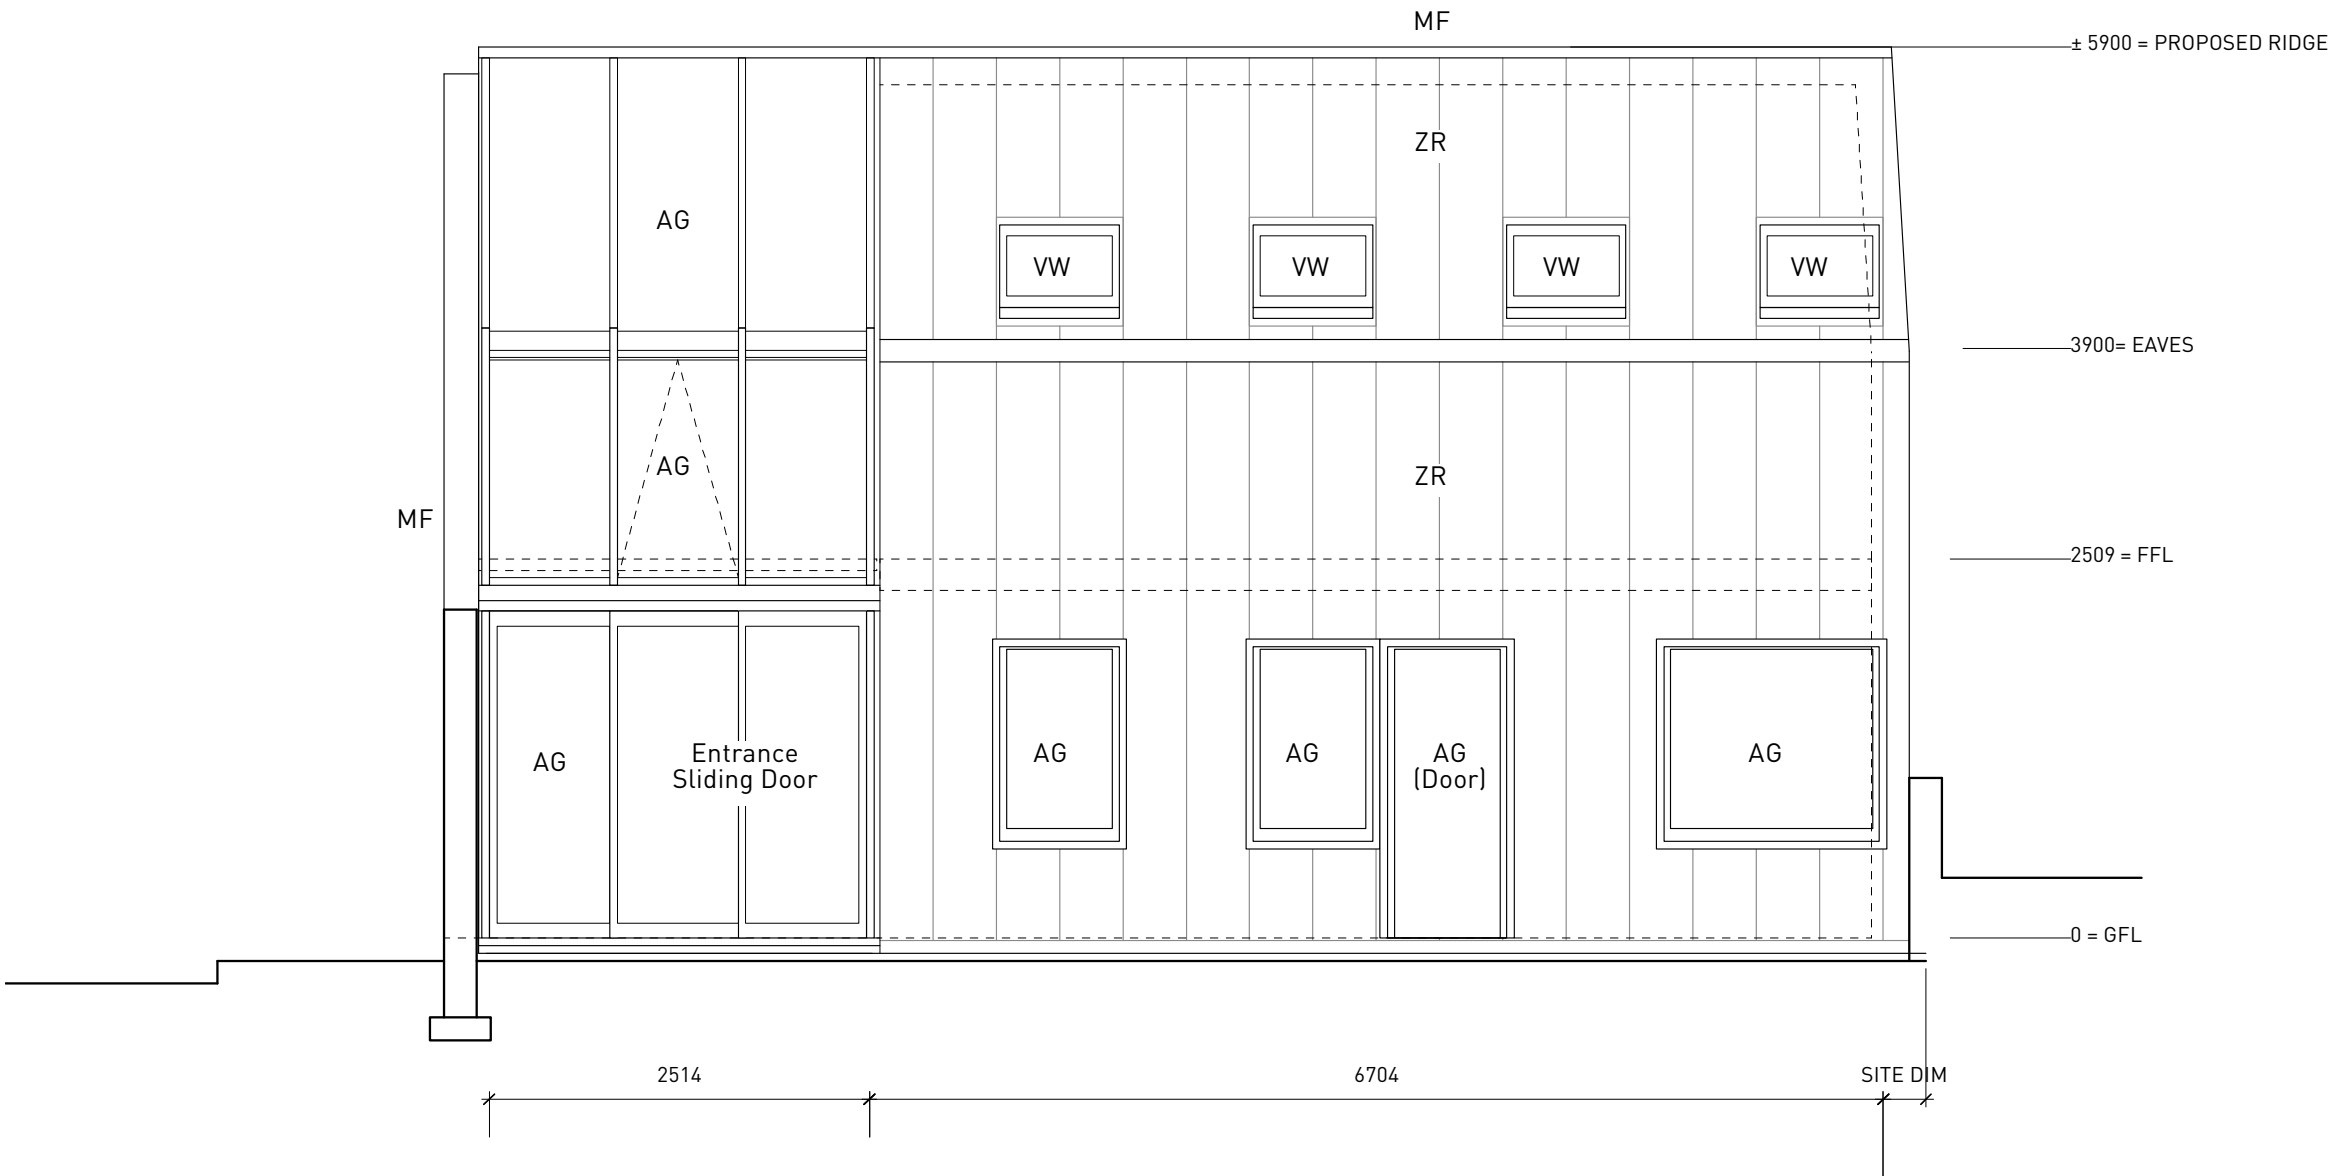 MF
± 5900 = PROPOSED RIDGE
ZR
AG
VW
VW
VW
VW
3900= EAVES
AG
ZR
MF
2509 = FFL
AG
Entrance
Sliding Door
AG
AG
AG
(Door)
AG
0 = GFL
2514
6704
SITE DIM